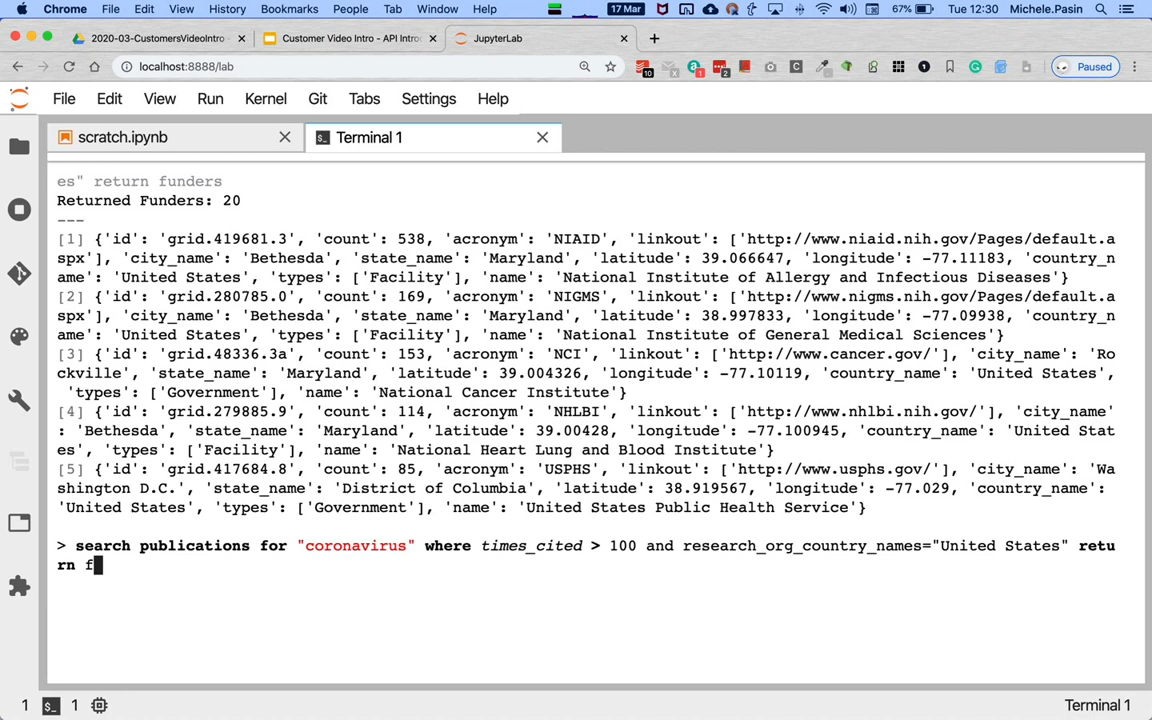 Chrome File Edit View History Bookmarks People Tab Window Help 17 Mar 67% Tue 12:30 Michele.Pasin
2020-03-CustomersVideoIntro Customer Video Intro - API Intro JupyterLab
localhost:8888/lab 10 1 2 Paused
File Edit View Run Kernel Git Tabs Settings Help
scratch.ipynb Terminal 1
es" return funders
Returned Funders: 20
---
[1] {'id': 'grid.419681.3', 'count': 538, 'acronym': 'NIAID', 'linkout': ['http://www.niaid.nih.gov/Pages/default.a
spx'], 'city_name': 'Bethesda', 'state_name': 'Maryland', 'latitude': 39.066647, 'longitude': -77.11183, 'country_n
ame': 'United States', 'types': ['Facility'], 'name': 'National Institute of Allergy and Infectious Diseases'}
[2] {'id': 'grid.280785.0', 'count': 169, 'acronym': 'NIGMS', 'linkout': ['http://www.nigms.nih.gov/Pages/default.a
spx'], 'city_name': 'Bethesda', 'state_name': 'Maryland', 'latitude': 38.997833, 'longitude': -77.09938, 'country_n
ame': 'United States', 'types': ['Facility'], 'name': 'National Institute of General Medical Sciences'}
[3] {'id': 'grid.48336.3a', 'count': 153, 'acronym': 'NCI', 'linkout': ['http://www.cancer.gov/'], 'city_name': 'Ro
ckville', 'state_name': 'Maryland', 'latitude': 39.004326, 'longitude': -77.10119, 'country_name': 'United States',
'types': ['Government'], 'name': 'National Cancer Institute'}
[4] {'id': 'grid.279885.9', 'count': 114, 'acronym': 'NHLBI', 'linkout': ['http://www.nhlbi.nih.gov/'], 'city_name'
: 'Bethesda', 'state_name': 'Maryland', 'latitude': 39.00428, 'longitude': -77.100945, 'country_name': 'United Stat
es', 'types': ['Facility'], 'name': 'National Heart Lung and Blood Institute'}
[5] {'id': 'grid.417684.8', 'count': 85, 'acronym': 'USPHS', 'linkout': ['http://www.usphs.gov/'], 'city_name': 'Wa
shington D.C.', 'state_name': 'District of Columbia', 'latitude': 38.919567, 'longitude': -77.029, 'country_name':
'United States', 'types': ['Government'], 'name': 'United States Public Health Service'}
> search publications for "coronavirus" where times_cited > 100 and research_org_country_names="United States" retu
rn f
1 1 Terminal 1